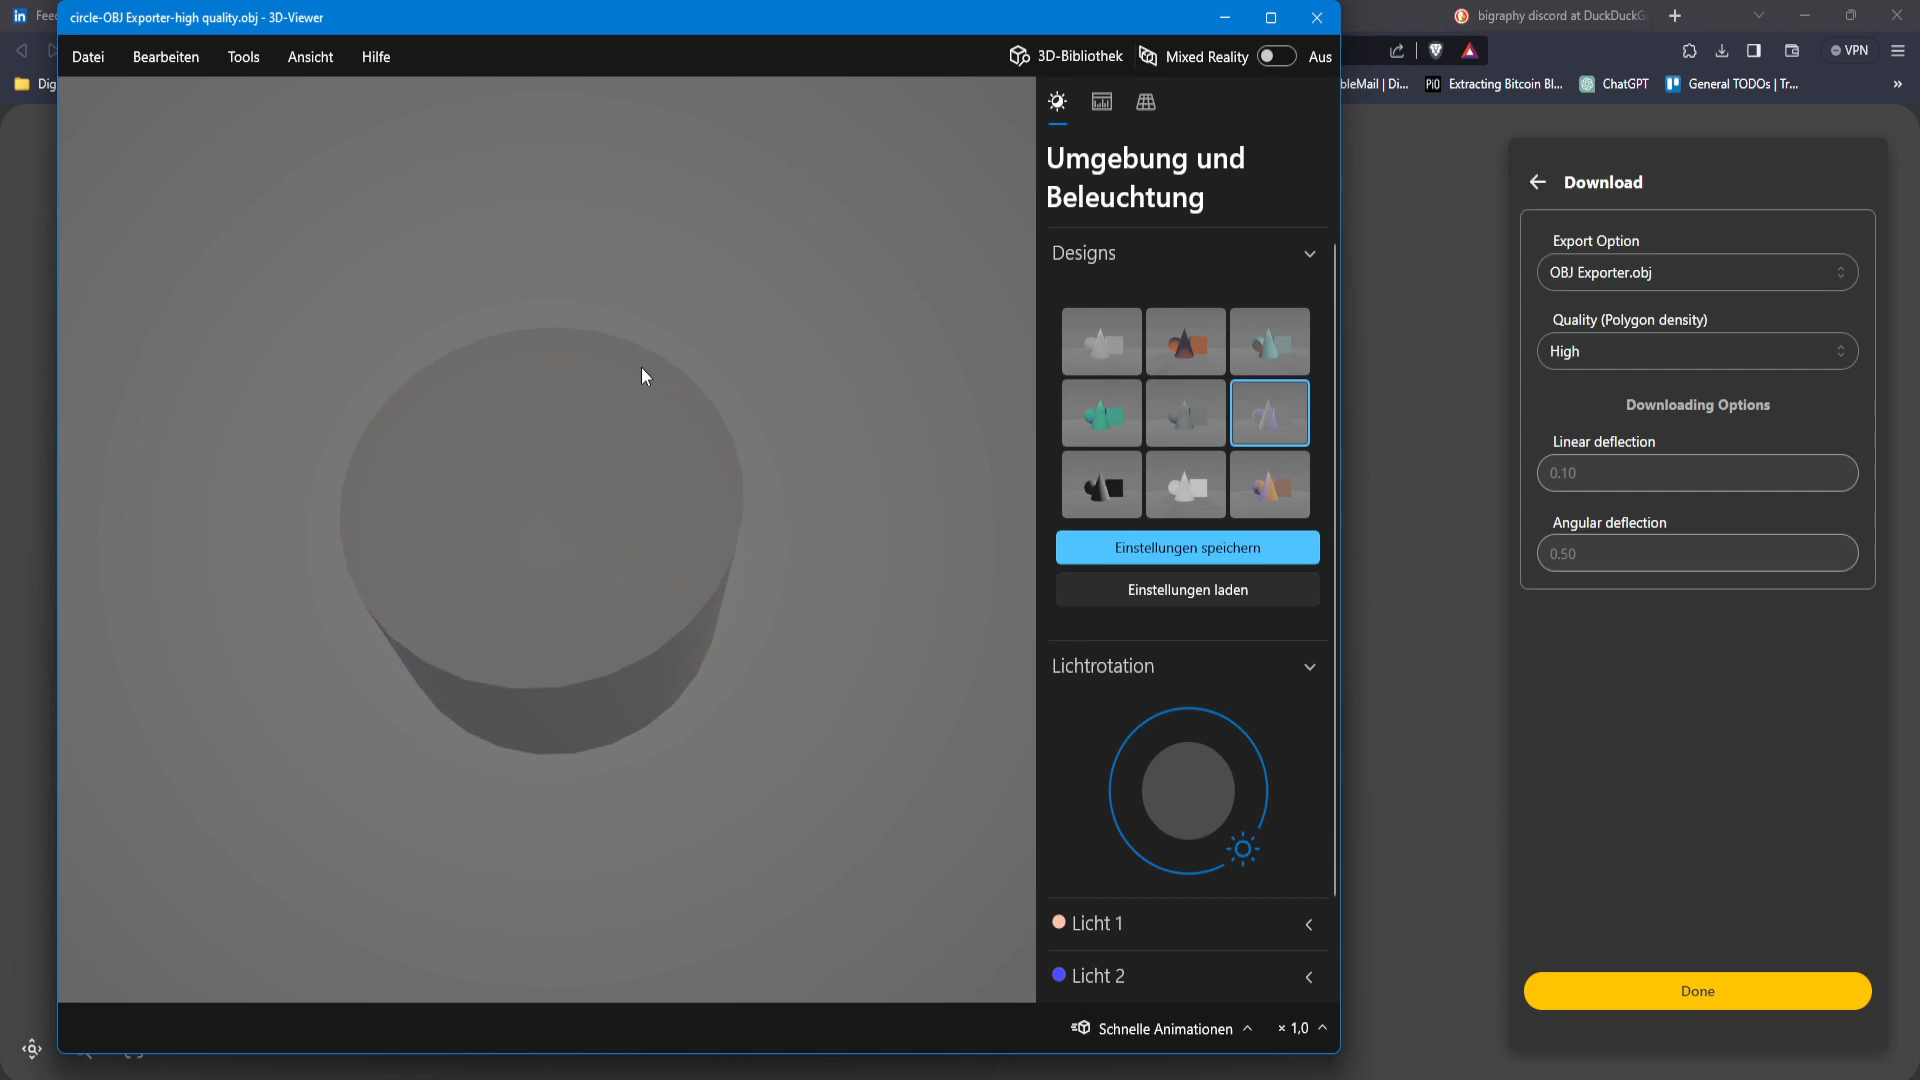 circle-OBJ Exporter-high quality.obj - 3D-Viewer
bigraphy discord at DuckDuckG
Datei Bearbeiten Tools Ansicht Hilfe
3D-Bibliothek Mixed Reality Aus
VPN
bleMail | Di... Extracting Bitcoin Bl... ChatGPT General TODOs | Tr... »
Umgebung und
Beleuchtung
Designs
Einstellungen speichern
Einstellungen laden
Lichtrotation
Licht 1
Licht 2
Schnelle Animationen × 1,0
Download
Export Option
OBJ Exporter.obj
Quality (Polygon density)
High
Downloading Options
Linear deflection
0.10
Angular deflection
0.50
Done